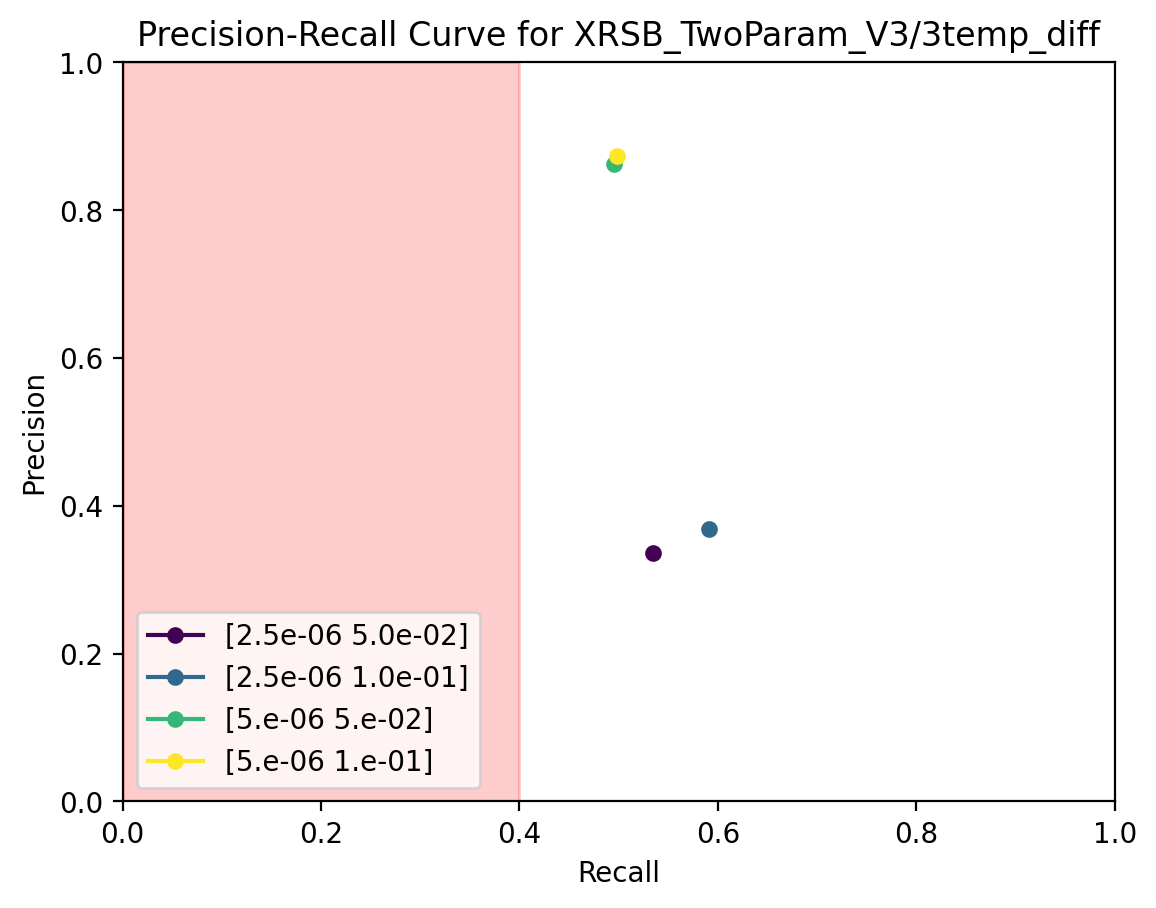 Precision-Recall Curve for XRSB_TwoParam_V3/3temp_diff
1.0
0.8
0.6
0.4
0.2
0.0
Precision
[2.5e-06 5.0e-02]
[2.5e-06 1.0e-01]
[5.e-06 5.e-02]
[5.e-06 1.e-01]
0.0 0.2 0.4 0.6 0.8 1.0
Recall